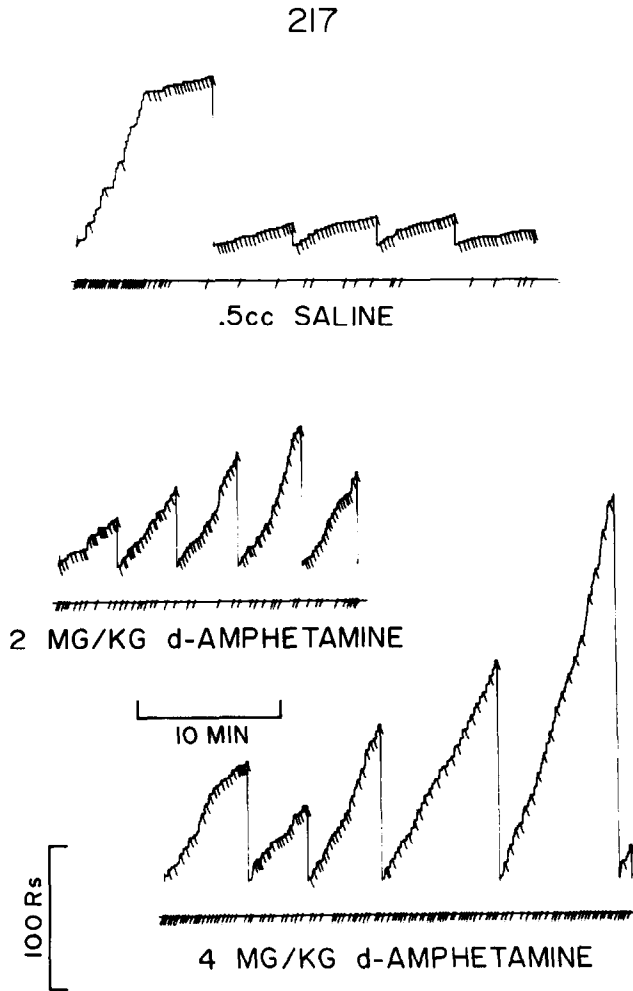 217
.5cc SALINE
2 MG/KG d-AMPHETAMINE
10 MIN
100 Rs
4 MG/KG d-AMPHETAMINE